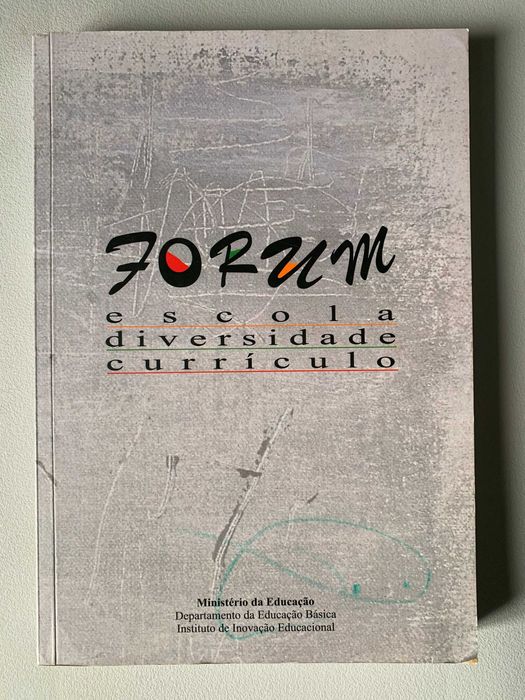 FORUM
escola
diversidade
currículo
Ministério da Educação
Departamento da Educação Básica
Instituto de Inovação Educacional